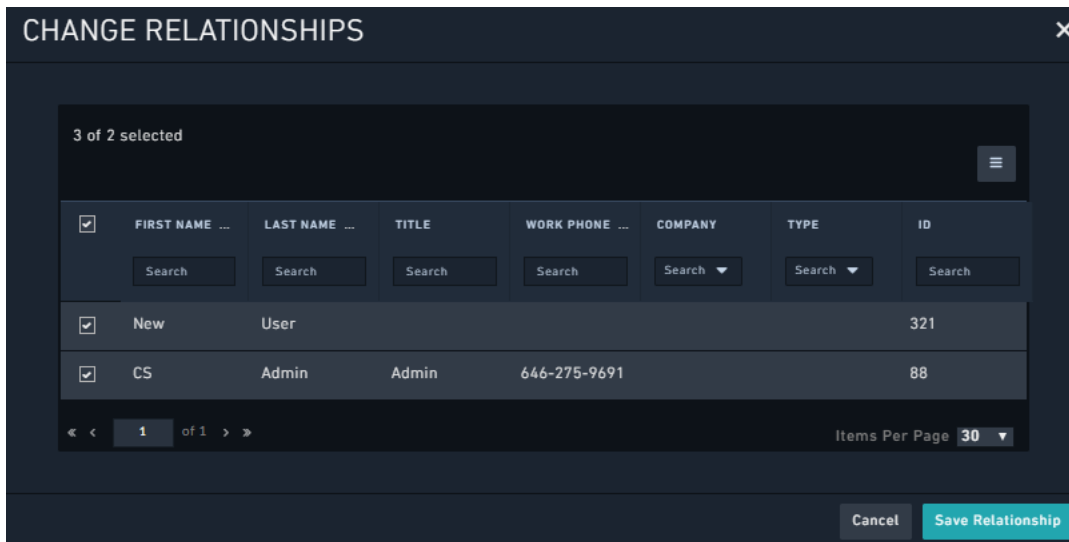 CHANGE RELATIONSHIPS
3 of 2 selected
FIRST NAME ... LAST NAME ... TITLE WORK PHONE ... COMPANY TYPE ID
Search Search Search Search Search Search Search
New User 321
CS Admin Admin 646-275-9691 88
1 of 1 Items Per Page 30
Cancel Save Relationship